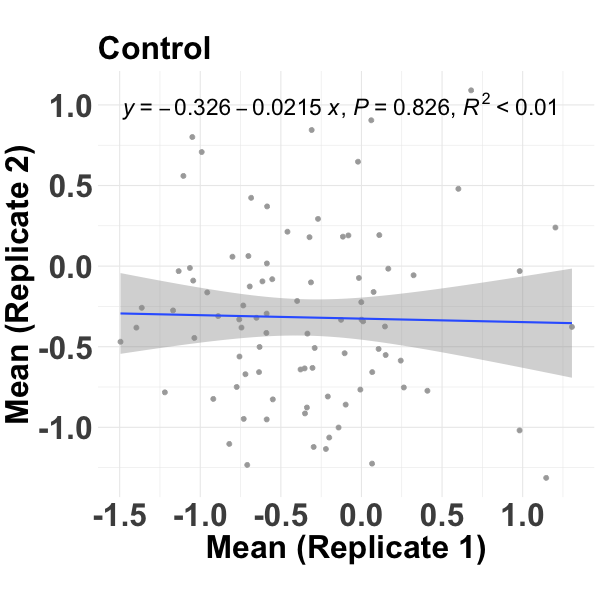 Control
y = −0.326 − 0.0215 x, P = 0.826, R² < 0.01
Mean (Replicate 2)
1.0
0.5
0.0
-0.5
-1.0
-1.5 -1.0 -0.5 0.0 0.5 1.0
Mean (Replicate 1)